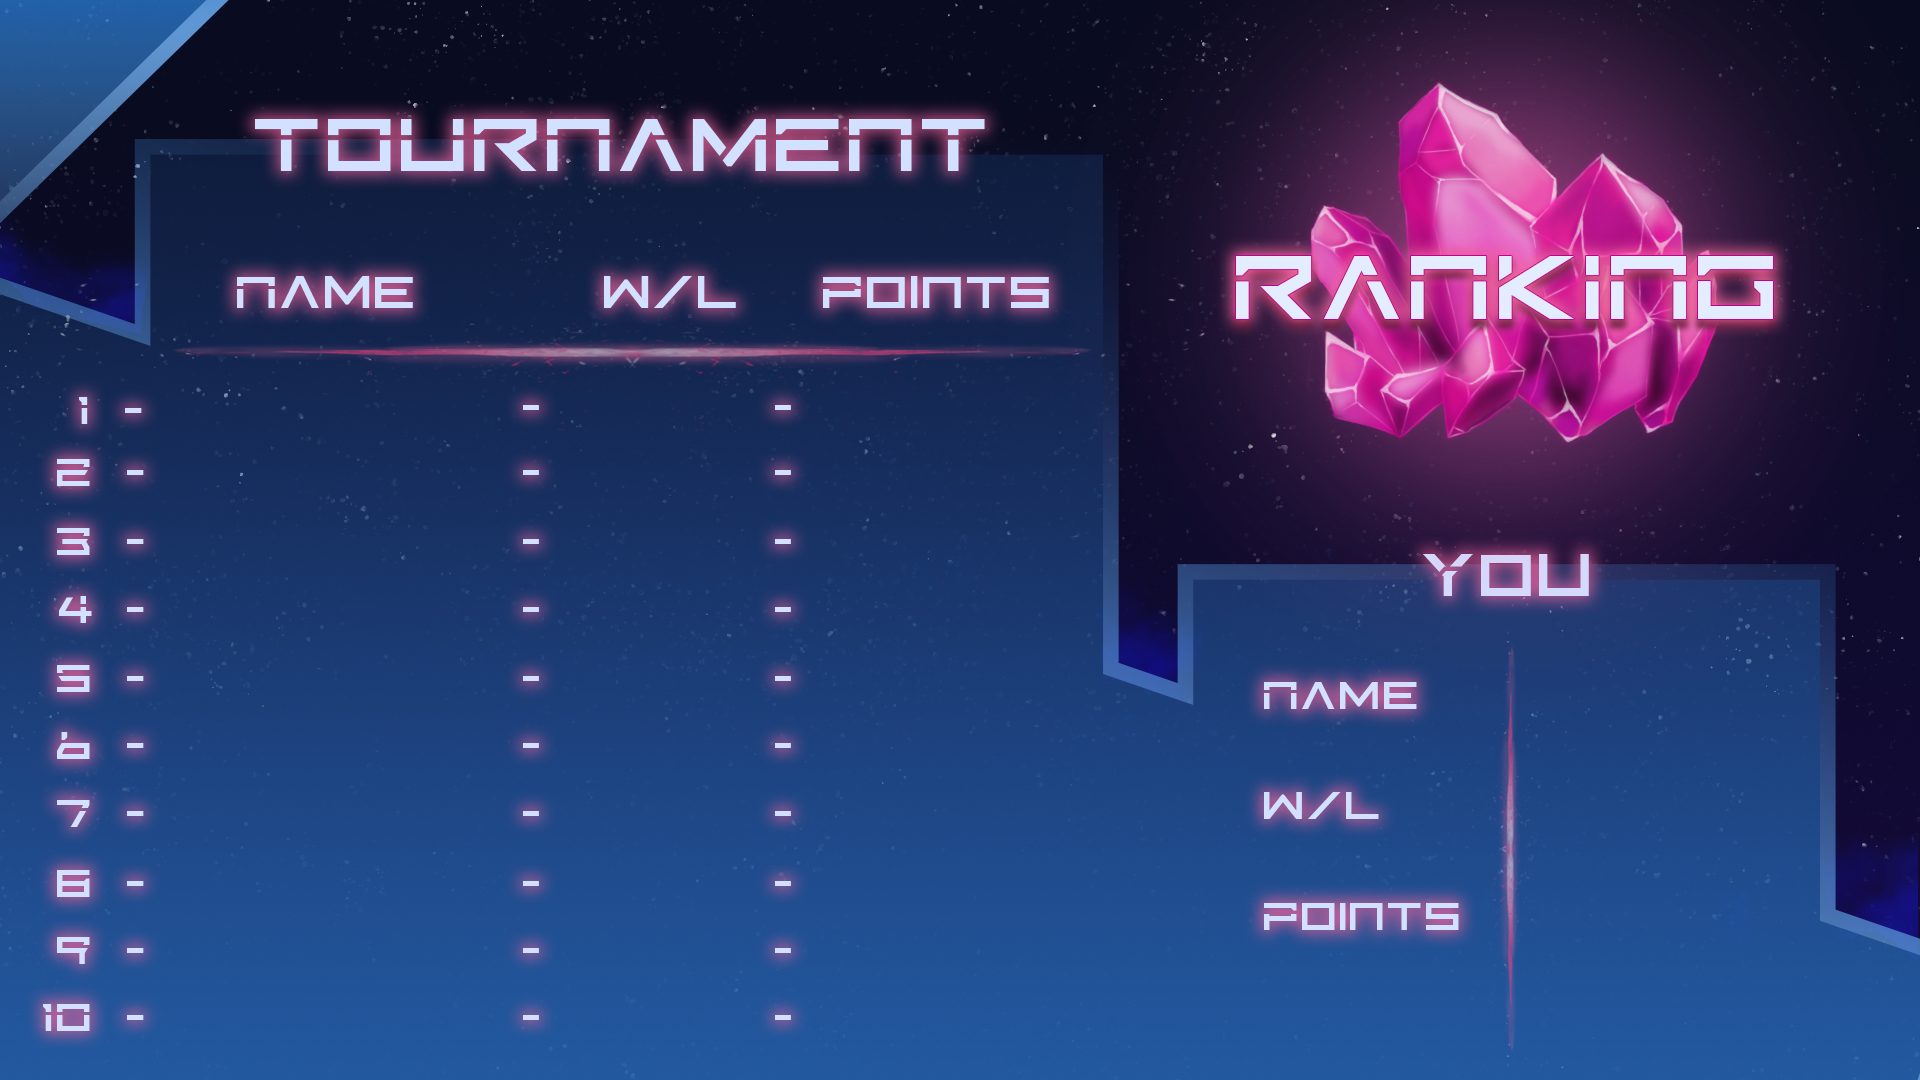 TOURNAMENT
NAME W/L POINTS
1 - - -
2 - - -
3 - - -
4 - - -
5 - - -
6 - - -
7 - - -
8 - - -
9 - - -
10 - - -
RANKING
YOU
NAME
W/L
POINTS